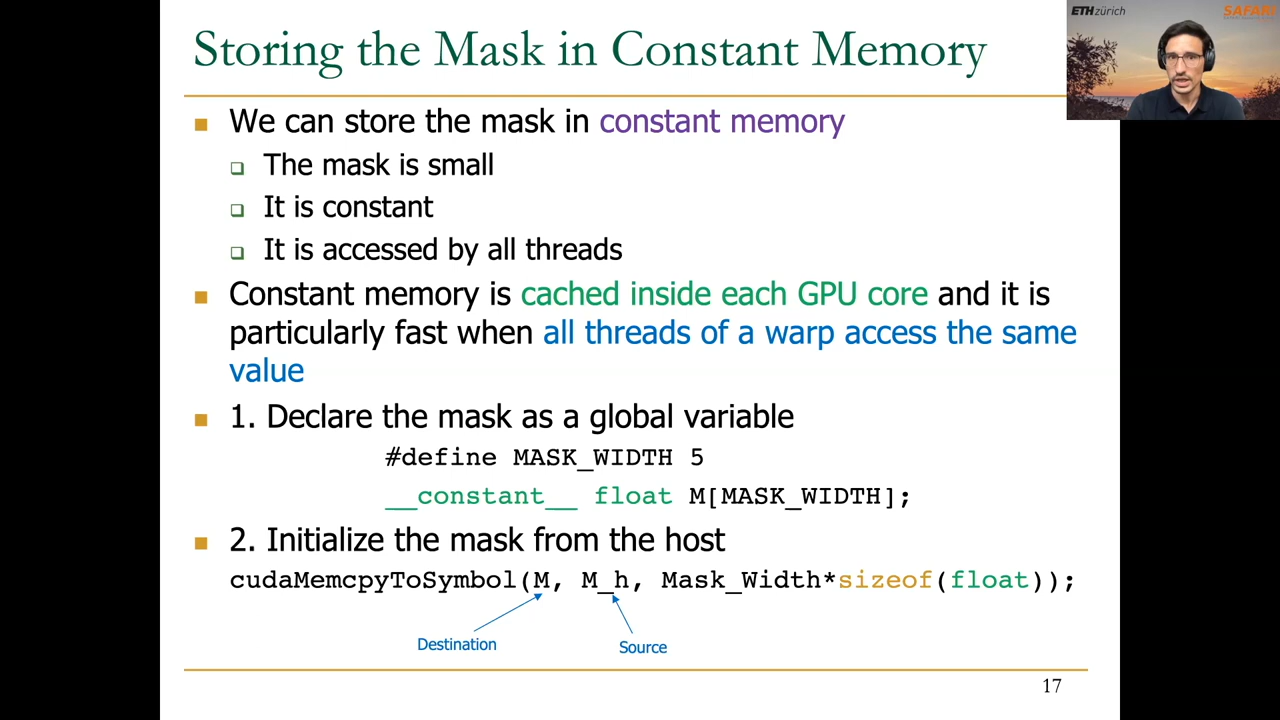 Storing the Mask in Constant Memory
ETH zürich
SAFARI
We can store the mask in constant memory
The mask is small
It is constant
It is accessed by all threads
Constant memory is cached inside each GPU core and it is
particularly fast when all threads of a warp access the same
value
1. Declare the mask as a global variable
#define MASK_WIDTH 5
__constant__ float M[MASK_WIDTH];
2. Initialize the mask from the host
cudaMemcpyToSymbol(M, M_h, Mask_Width*sizeof(float));
Destination
Source
17